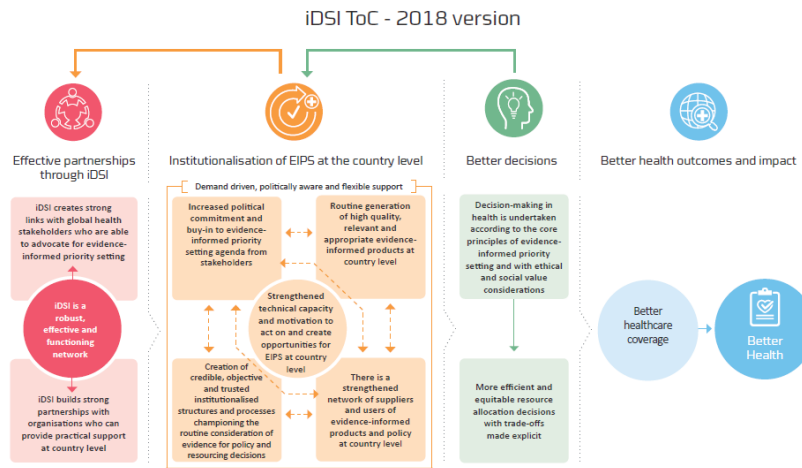 iDSI ToC - 2018 version
Effective partnerships
through iDSI
Institutionalisation of EIPS at the country level
Better decisions
Better health outcomes and impact
Demand driven, politically aware and flexible support
iDSI creates strong
links with global health
stakeholders who are able
to advocate for evidence-
informed priority setting
iDSI is a
robust,
effective and
functioning
network
iDSI builds strong
partnerships with
organisations who can
provide practical support
at country level
Increased political
commitment and
buy-in to evidence-
informed priority
setting agenda from
stakeholders
Routine generation
of high quality,
relevant and
appropriate evidence-
informed products at
country level
Strengthened
technical capacity
and motivation to
act on and create
opportunities for
EIPS at country
level
Creation of
credible, objective
and trusted
institutionalised
structures and processes
championing the
routine consideration of
evidence for policy and
resourcing decisions
There is a
strengthened
network of suppliers
and users of
evidence-informed
products and policy
at country level
Decision-making in
health is undertaken
according to the core
principles of evidence-
informed priority
setting and with ethical
and social value
considerations
More efficient and
equitable resource
allocation decisions
with trade-offs
made explicit
Better
healthcare
coverage
Better
Health